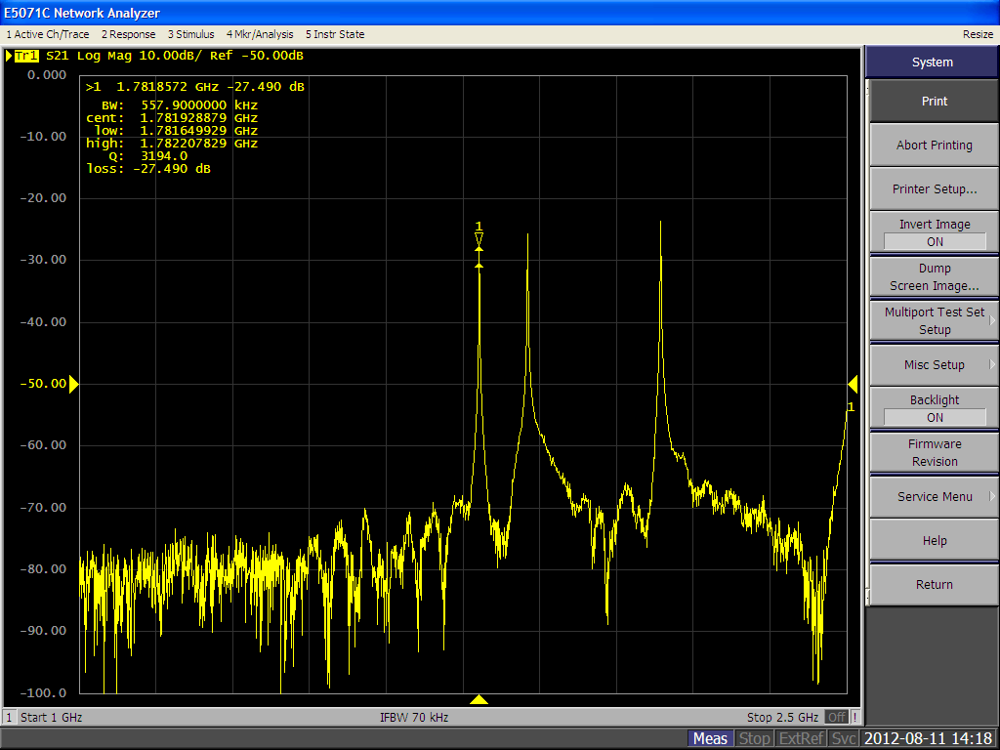 E5071C Network Analyzer
1 Active Ch/Trace 2 Response 3 Stimulus 4 Mkr/Analysis 5 Instr State Resize
Tr1 S21 Log Mag 10.00dB/ Ref -50.00dB
0.000
-10.00
-20.00
-30.00
-40.00
-50.00
-60.00
-70.00
-80.00
-90.00
-100.0
>1 1.7818572 GHz -27.490 dB
BW: 557.9000000 kHz
cent: 1.781928879 GHz
low: 1.781649929 GHz
high: 1.782207829 GHz
Q: 3194.0
loss: -27.490 dB
1
1
System
Print
Abort Printing
Printer Setup...
Invert Image
ON
Dump
Screen Image...
Multiport Test Set
Setup
Misc Setup
Backlight
ON
Firmware
Revision
Service Menu
Help
Return
1 Start 1 GHz IFBW 70 kHz Stop 2.5 GHz Off !
Meas Stop ExtRef Svc 2012-08-11 14:18